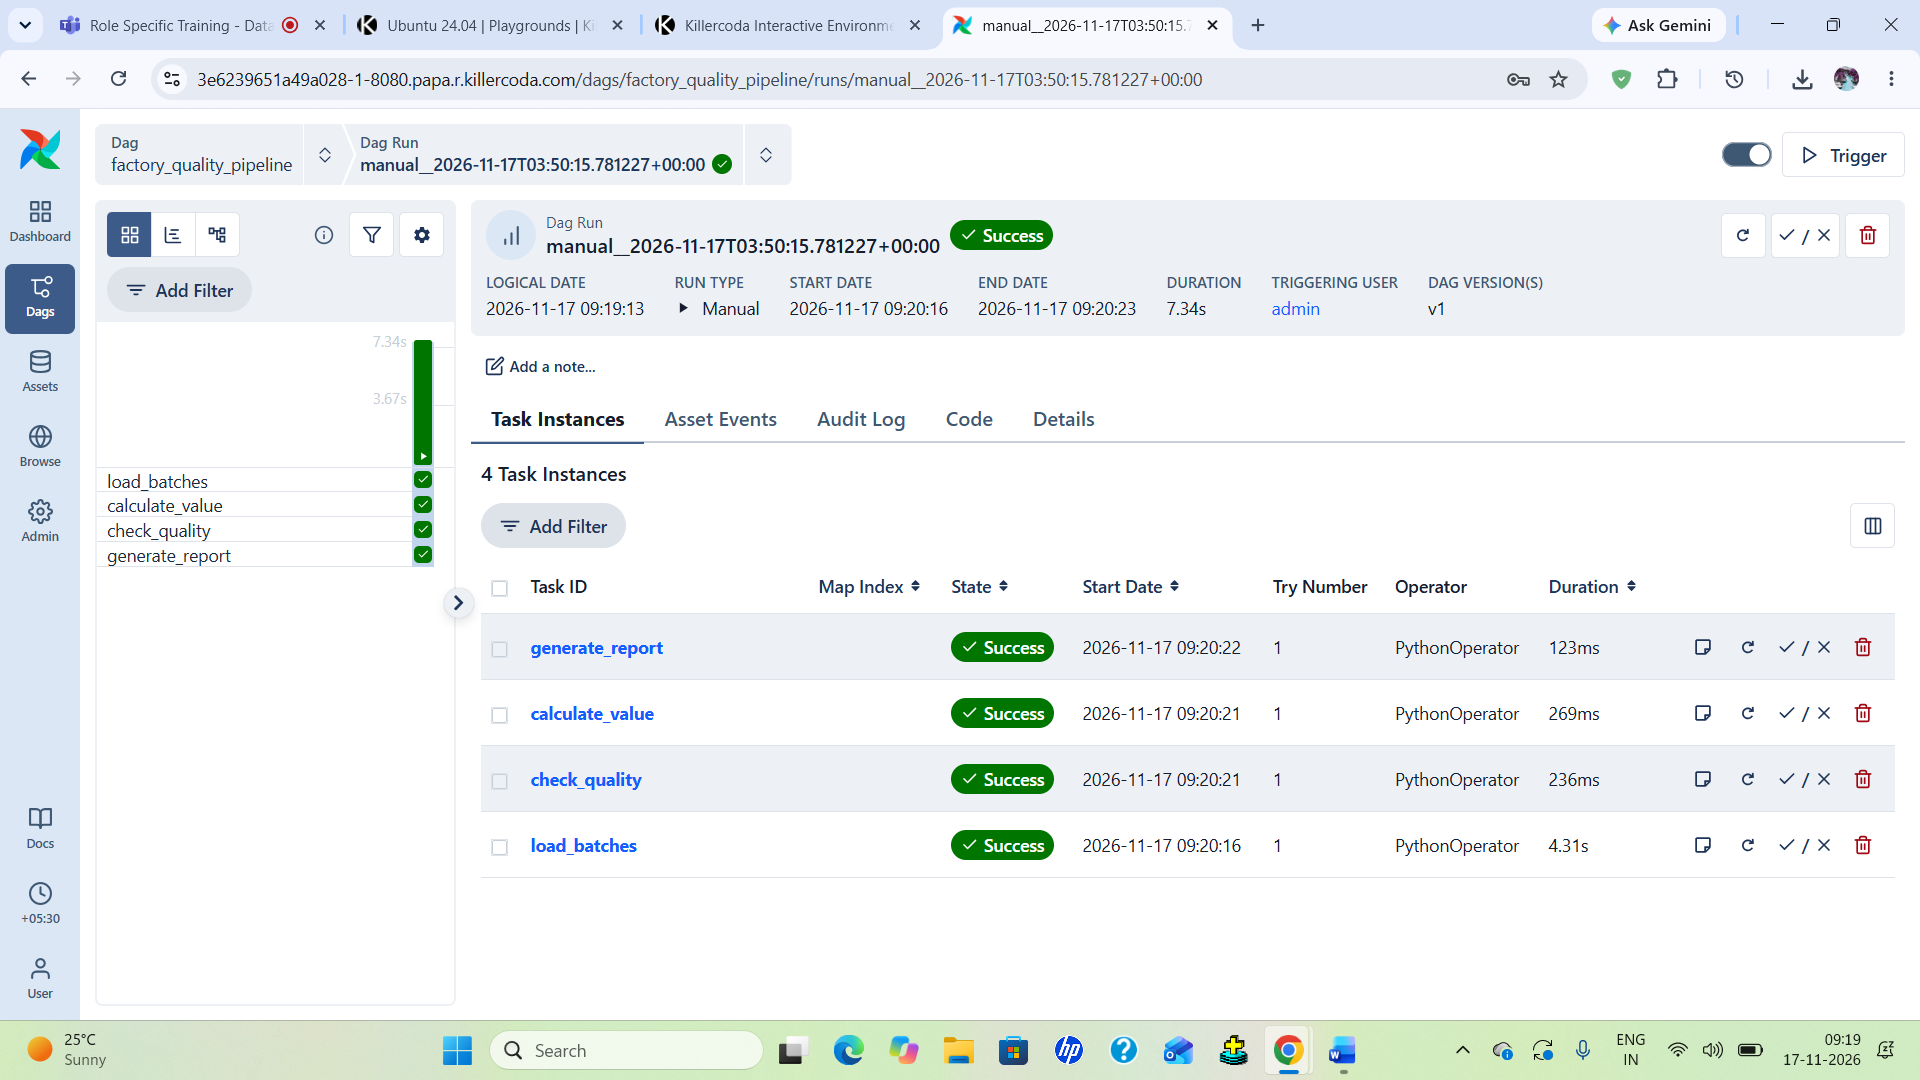 Role Specific Training - Data
Ubuntu 24.04 | Playgrounds | Ki
Killercoda Interactive Environme
manual__2026-11-17T03:50:15.7
Ask Gemini
3e6239651a49a028-1-8080.papa.r.killercoda.com/dags/factory_quality_pipeline/runs/manual__2026-11-17T03:50:15.781227+00:00
Dag
factory_quality_pipeline
Dag Run
manual__2026-11-17T03:50:15.781227+00:00
Trigger
Dashboard
Dags
Assets
Browse
Admin
Docs
+05:30
User
Add Filter
7.34s
3.67s
load_batches
calculate_value
check_quality
generate_report
Dag Run
manual__2026-11-17T03:50:15.781227+00:00
Success
LOGICAL DATE RUN TYPE START DATE END DATE DURATION TRIGGERING USER DAG VERSION(S)
2026-11-17 09:19:13 Manual 2026-11-17 09:20:16 2026-11-17 09:20:23 7.34s admin v1
Add a note...
Task Instances Asset Events Audit Log Code Details
4 Task Instances
Add Filter
Task ID Map Index State Start Date Try Number Operator Duration
generate_report Success 2026-11-17 09:20:22 1 PythonOperator 123ms
calculate_value Success 2026-11-17 09:20:21 1 PythonOperator 269ms
check_quality Success 2026-11-17 09:20:21 1 PythonOperator 236ms
load_batches Success 2026-11-17 09:20:16 1 PythonOperator 4.31s
25°C
Sunny
Search
ENG
IN
09:19
17-11-2026